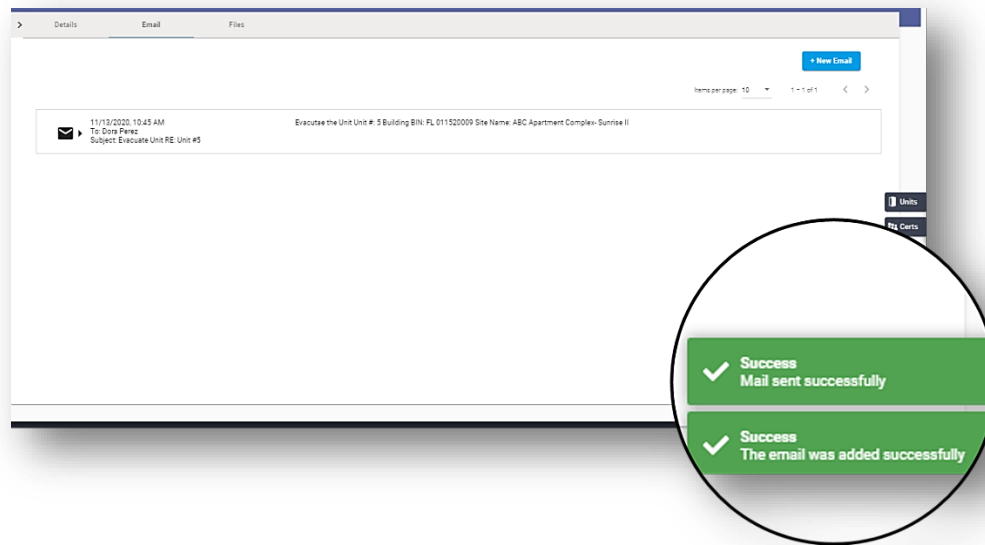 Details Email Files
+ New Email
Items per page: 10 1 - 1 of 1
11/13/2020, 10:45 AM
To: Dora Perez
Subject: Evacuate Unit RE: Unit #5
Evacutae the Unit Unit #: 5 Building BIN: FL 011520009 Site Name: ABC Apartment Complex- Sunrise II
Units
Certs
Success
Mail sent successfully
Success
The email was added successfully